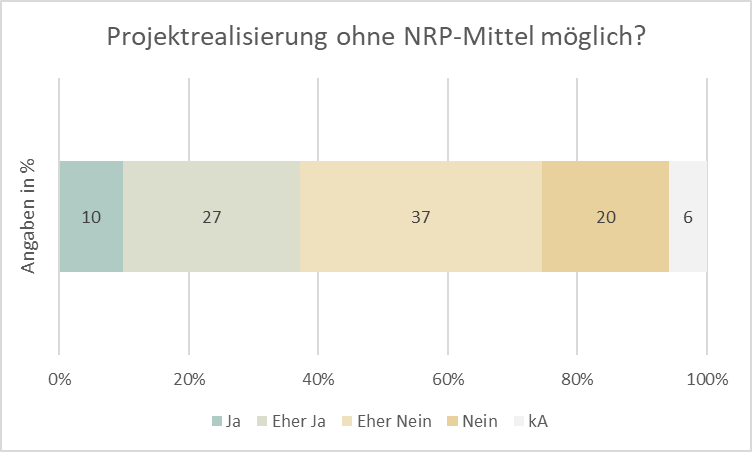 Projektrealisierung ohne NRP-Mittel möglich?
Angaben in %
10 27 37 20 6
0% 20% 40% 60% 80% 100%
Ja Eher Ja Eher Nein Nein kA